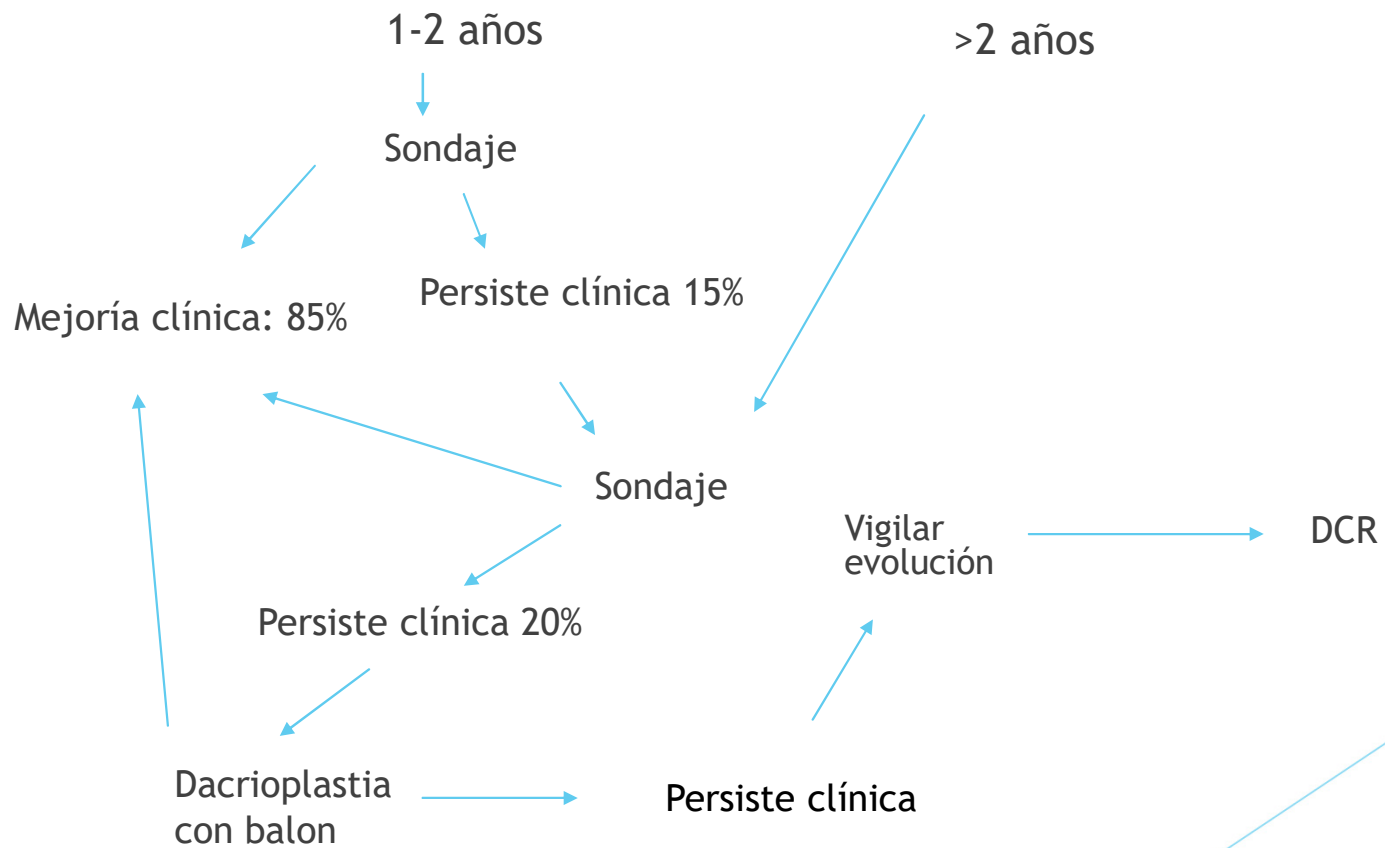 1-2 años
>2 años
Sondaje
Persiste clínica 15%
Mejoría clínica: 85%
Sondaje
Vigilar
evolución
DCR
Persiste clínica 20%
Dacrioplastia
con balon
Persiste clínica